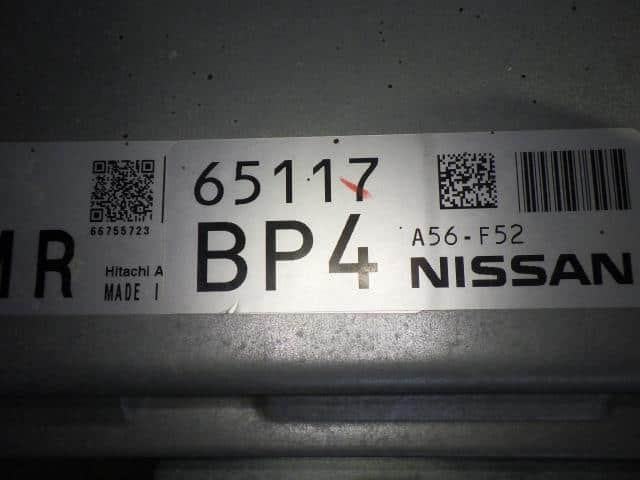 66755723
MR
Hitachi A
MADE I
65117
BP4
A56-F52
NISSAN